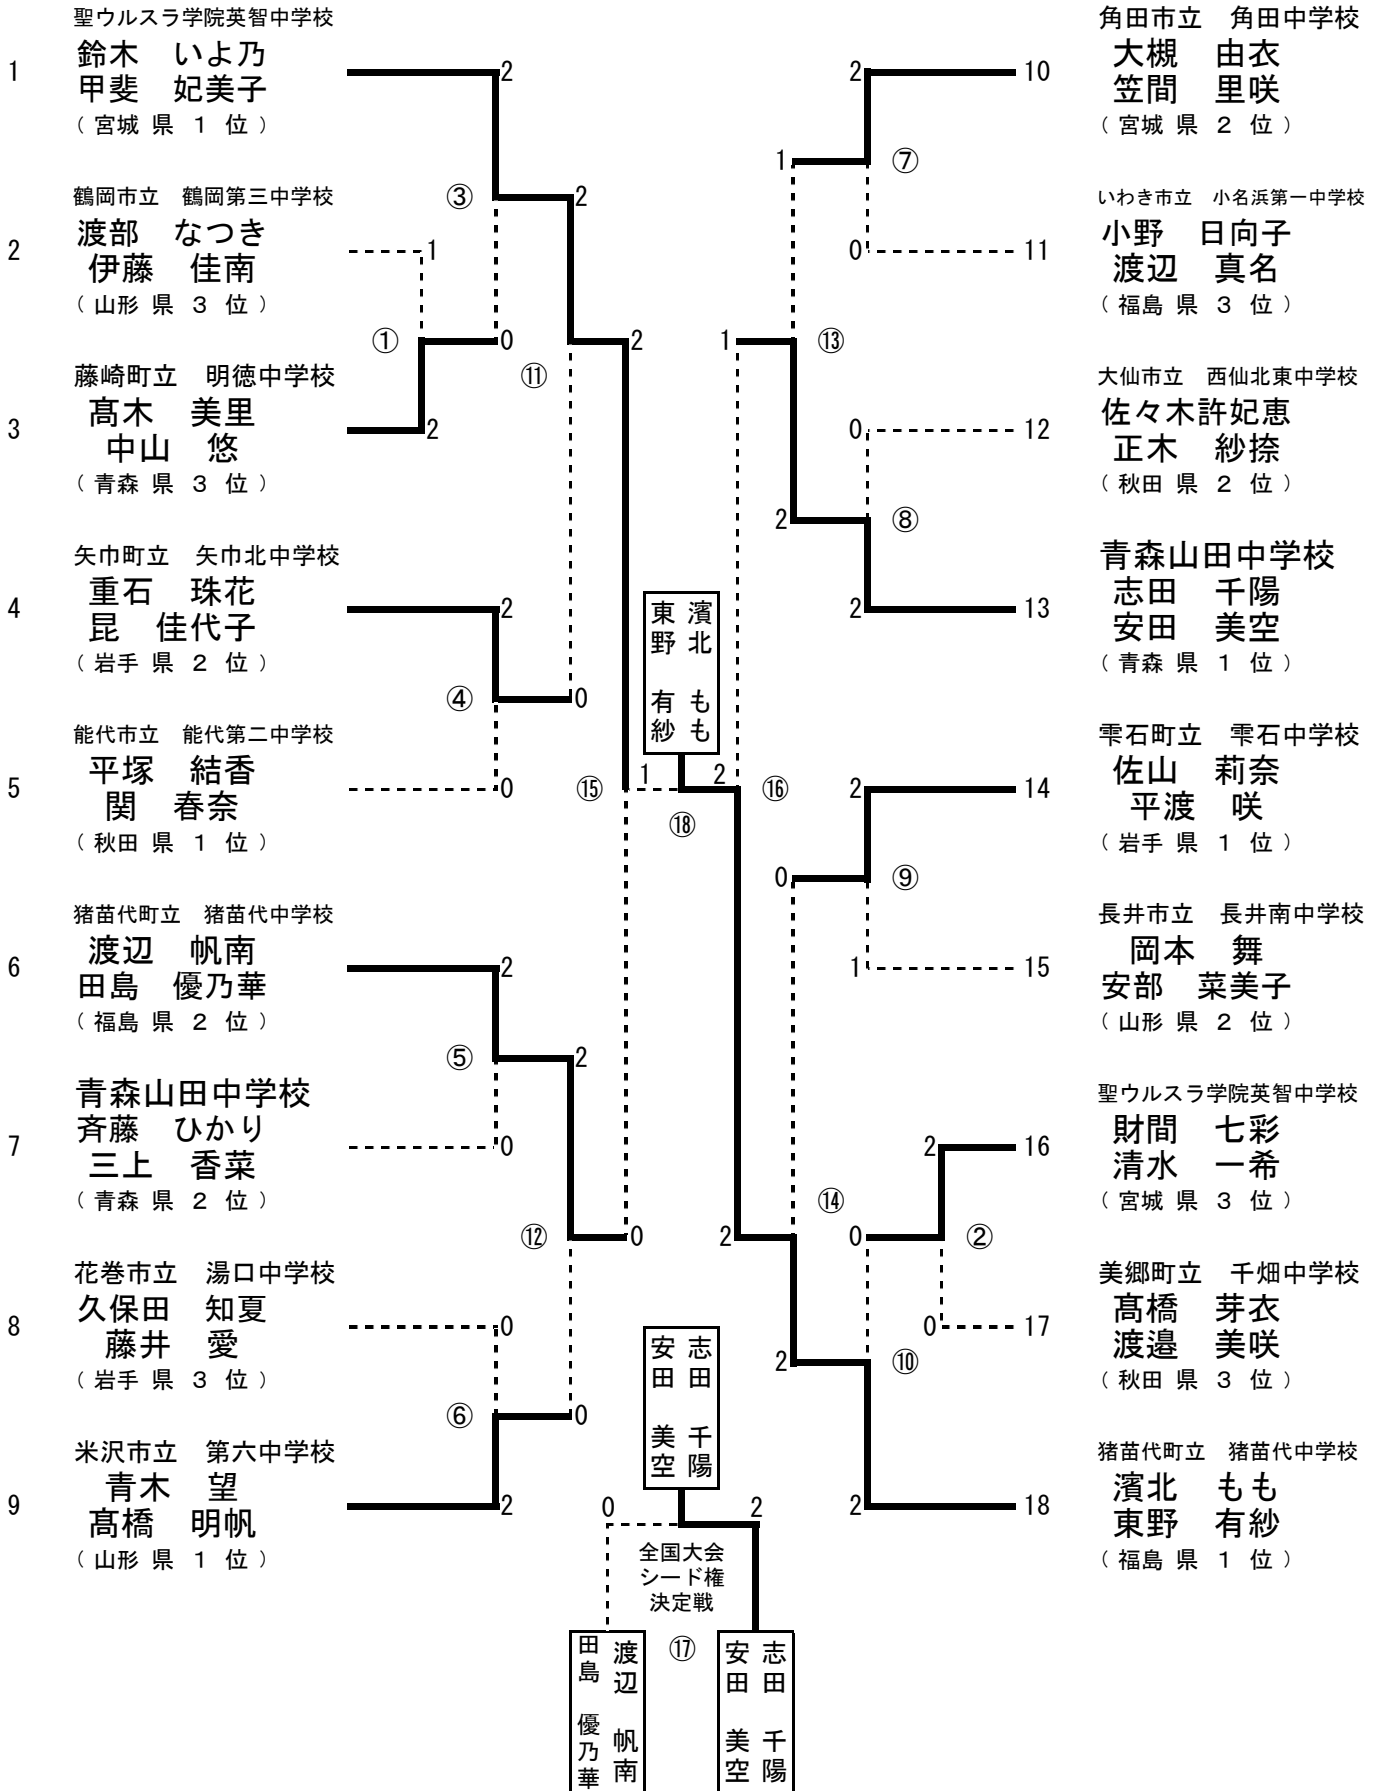 聖ウルスラ学院英智中学校
1
鈴木　いよ乃
甲斐　妃美子
（ 宮城 県 １ 位 ）
2
③
2
鶴岡市立　鶴岡第三中学校
2
渡部　なつき
伊藤　佳南
（ 山形 県 ３ 位 ）
1
①
0
⑪
2
藤崎町立　明徳中学校
3
髙木　美里
中山　悠
（ 青森 県 ３ 位 ）
2
矢巾町立　矢巾北中学校
4
重石　珠花
昆　佳代子
（ 岩手 県 ２ 位 ）
2
④
0
能代市立　能代第二中学校
5
平塚　結香
関　春奈
（ 秋田 県 １ 位 ）
0
⑮
猪苗代町立　猪苗代中学校
6
渡辺　帆南
田島　優乃華
（ 福島 県 ２ 位 ）
2
⑤
2
青森山田中学校
7
斉藤　ひかり
三上　香菜
（ 青森 県 ２ 位 ）
0
⑫
0
花巻市立　湯口中学校
8
久保田　知夏
藤井　愛
（ 岩手 県 ３ 位 ）
0
⑥
0
米沢市立　第六中学校
9
青木　望
髙橋　明帆
（ 山形 県 １ 位 ）
2
濱北　もも
東野　有紗
1
2
⑱
志田　千陽
安田　美空
0
2
全国大会
シード権
決定戦
⑰
渡辺　帆南
田島　優乃華
志田　千陽
安田　美空
角田市立　角田中学校
2
10
大槻　由衣
笠間　里咲
（ 宮城 県 ２ 位 ）
1
⑦
いわき市立　小名浜第一中学校
0
11
小野　日向子
渡辺　真名
（ 福島 県 ３ 位 ）
1
⑬
大仙市立　西仙北東中学校
0
12
佐々木許妃恵
正木　紗捺
（ 秋田 県 ２ 位 ）
2
⑧
青森山田中学校
2
13
志田　千陽
安田　美空
（ 青森 県 １ 位 ）
雫石町立　雫石中学校
⑯
2
14
佐山　莉奈
平渡　咲
（ 岩手 県 １ 位 ）
0
⑨
長井市立　長井南中学校
1
15
岡本　舞
安部　菜美子
（ 山形 県 ２ 位 ）
聖ウルスラ学院英智中学校
2
16
財間　七彩
清水　一希
（ 宮城 県 ３ 位 ）
⑭
2
0
②
美郷町立　千畑中学校
0
17
髙橋　芽衣
渡邉　美咲
（ 秋田 県 ３ 位 ）
2
⑩
猪苗代町立　猪苗代中学校
2
18
濱北　もも
東野　有紗
（ 福島 県 １ 位 ）